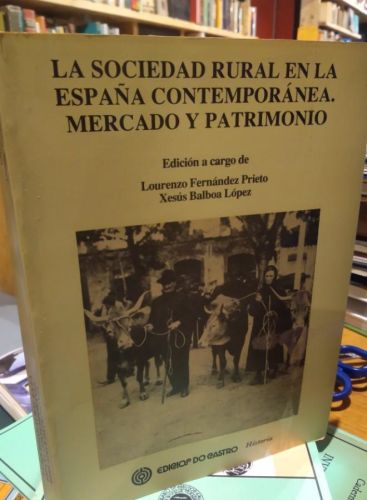 LA SOCIEDAD RURAL EN LA
ESPAÑA CONTEMPORÁNEA.
MERCADO Y PATRIMONIO
Edición a cargo de
Lourenzo Fernández Prieto
Xesús Balboa López
EDICIOS DO CASTRO
Historia